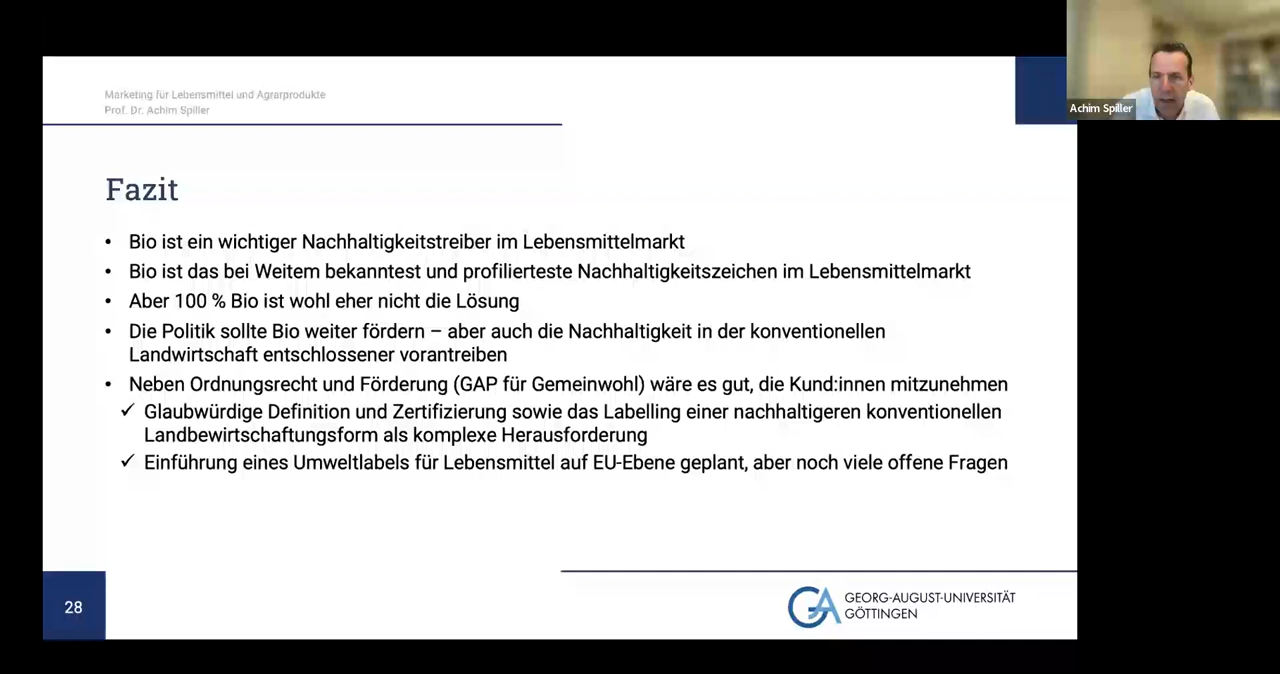 Marketing für Lebensmittel und Agrarprodukte
Prof. Dr. Achim Spiller
Achim Spiller
Fazit
• Bio ist ein wichtiger Nachhaltigkeitstreiber im Lebensmittelmarkt
• Bio ist das bei Weitem bekanntest und profilierteste Nachhaltigkeitszeichen im Lebensmittelmarkt
• Aber 100 % Bio ist wohl eher nicht die Lösung
• Die Politik sollte Bio weiter fördern – aber auch die Nachhaltigkeit in der konventionellen
Landwirtschaft entschlossener vorantreiben
• Neben Ordnungsrecht und Förderung (GAP für Gemeinwohl) wäre es gut, die Kund:innen mitzunehmen
✓ Glaubwürdige Definition und Zertifizierung sowie das Labelling einer nachhaltigeren konventionellen
Landbewirtschaftungsform als komplexe Herausforderung
✓ Einführung eines Umweltlabels für Lebensmittel auf EU-Ebene geplant, aber noch viele offene Fragen
28
GA
GEORG-AUGUST-UNIVERSITÄT
GÖTTINGEN